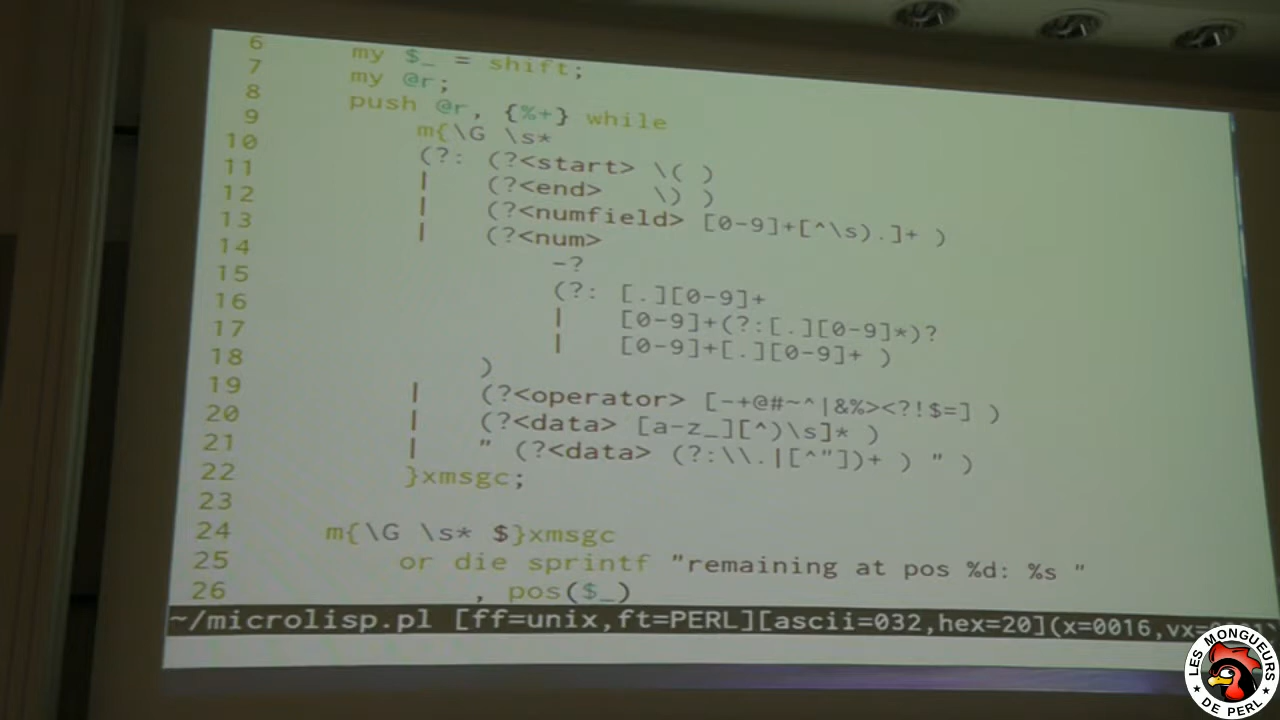 6 my $_ = shift;
7 my @r;
8 push @r, {%+} while
9 m{\G \s*
10 (?: (?<start> \( )
11 | (?<end> \) )
12 | (?<numfield> [0-9]+[^\s).]+ )
13 | (?<num>
14 -?
15 (?: [.][0-9]+
16 | [0-9]+(?:[.][0-9]*)?
17 | [0-9]+[.][0-9]+ )
18 )
19 | (?<operator> [-+@#~^|&%><?!$=] )
20 | (?<data> [a-z_][^)\s]* )
21 | " (?<data> (?:\\.|[^"])+ ) " )
22 }xmsgc;
23
24 m{\G \s* $}xmsgc
25 or die sprintf "remaining at pos %d: %s "
26 , pos($_)
~/microlisp.pl [ff=unix,ft=PERL][ascii=032,hex=20](x=0016,
LES MONGUEURS DE PERL